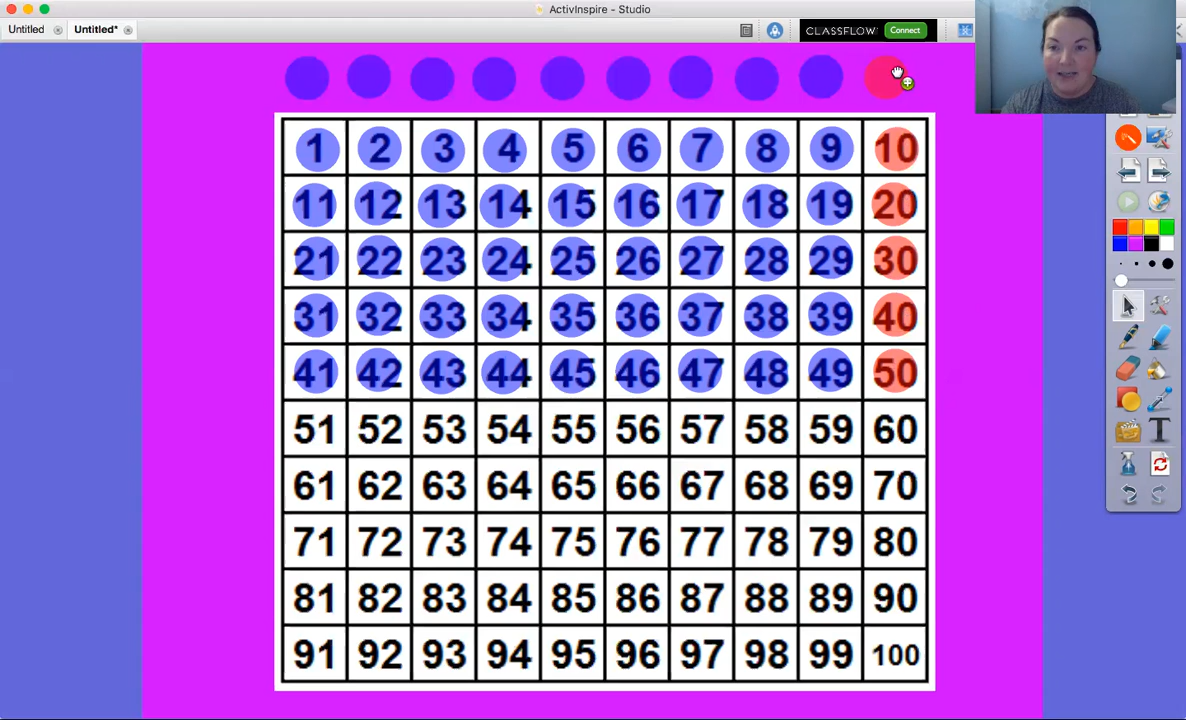 ActivInspire - Studio
Untitled Untitled*
CLASSFLOW Connect
1 2 3 4 5 6 7 8 9 10
11 12 13 14 15 16 17 18 19 20
21 22 23 24 25 26 27 28 29 30
31 32 33 34 35 36 37 38 39 40
41 42 43 44 45 46 47 48 49 50
51 52 53 54 55 56 57 58 59 60
61 62 63 64 65 66 67 68 69 70
71 72 73 74 75 76 77 78 79 80
81 82 83 84 85 86 87 88 89 90
91 92 93 94 95 96 97 98 99 100
T